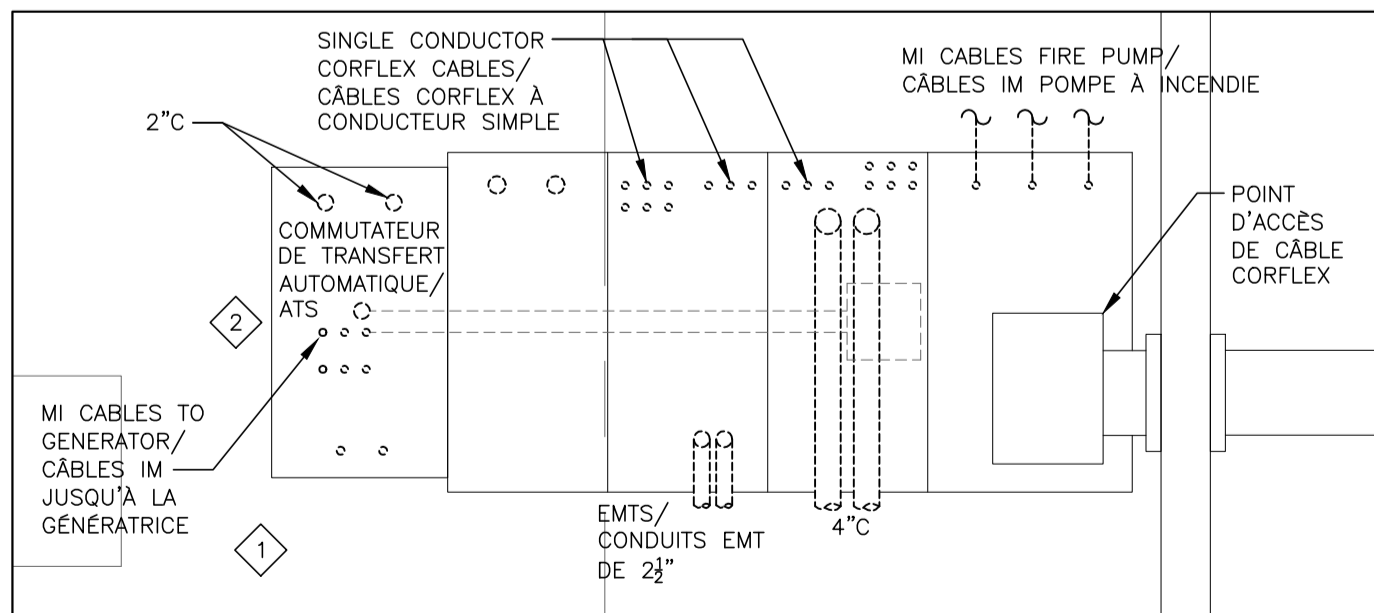 SINGLE CONDUCTOR
CORFLEX CABLES/
CÂBLES CORFLEX À
CONDUCTEUR SIMPLE
MI CABLES FIRE PUMP/
CÂBLES IM POMPE À INCENDIE
2"C
POINT
D'ACCÈS
DE CÂBLE
CORFLEX
COMMUTATEUR
DE TRANSFERT
AUTOMATIQUE/
ATS
2
MI CABLES TO
GENERATOR/
CÂBLES IM
JUSQU'À LA
GÉNÉRATRICE
1
EMTS/
CONDUITS EMT
DE 2½"
4"C